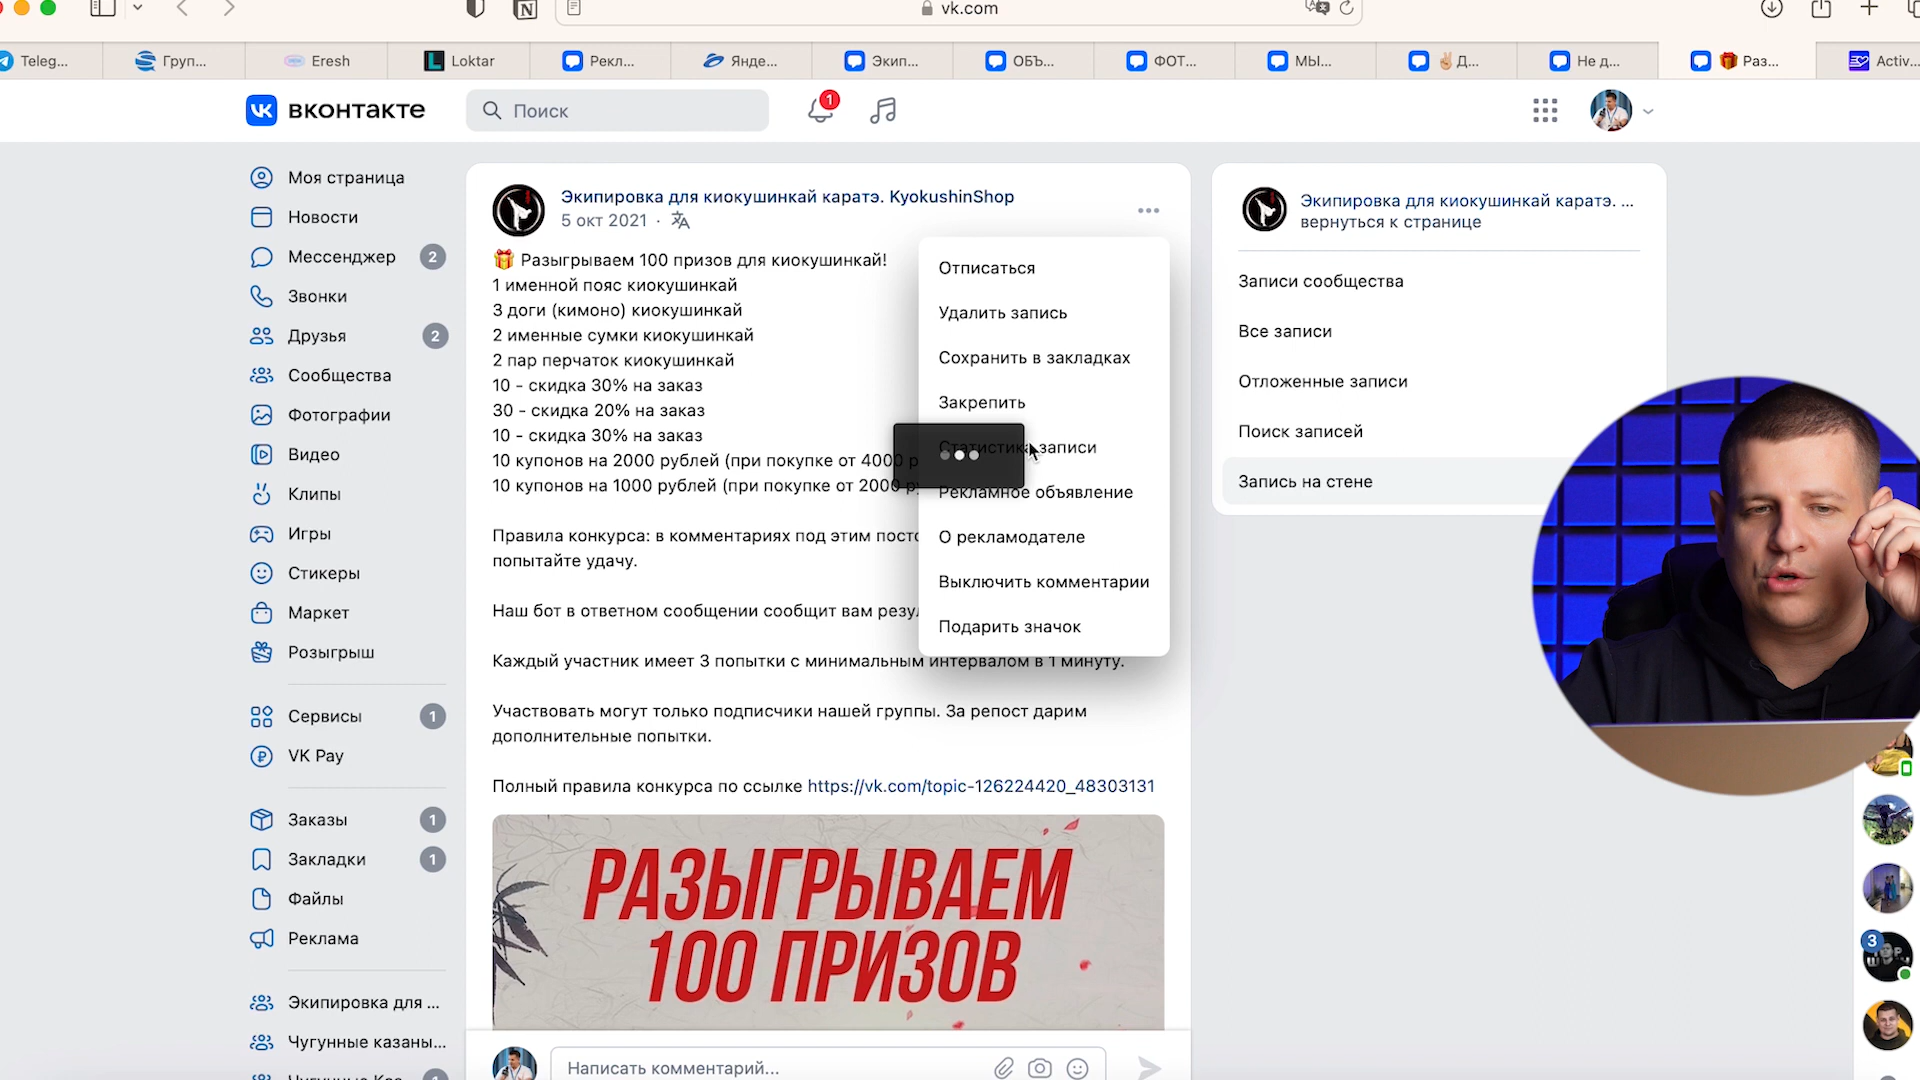 vk.com
Teleg...
Груп...
Eresh
Loktar
Рекл...
Янде...
Экип...
ОБЪ...
ФОТ...
МЫ...
✌🏼Д...
Не д...
🎁 Раз...
Activ...
вконтакте
Поиск
1
Моя страница
Новости
Мессенджер 2
Звонки
Друзья 2
Сообщества
Фотографии
Видео
Клипы
Игры
Стикеры
Маркет
Розыгрыш
Сервисы 1
VK Pay
Заказы 1
Закладки 1
Файлы
Реклама
Экипировка для ...
Чугунные казаны...
Экипировка для киокушинкай каратэ. KyokushinShop
5 окт 2021 ·
🎁 Разыгрываем 100 призов для киокушинкай!
1 именной пояс киокушинкай
3 доги (кимоно) киокушинкай
2 именные сумки киокушинкай
2 пар перчаток киокушинкай
10 - скидка 30% на заказ
30 - скидка 20% на заказ
10 - скидка 30% на заказ
10 купонов на 2000 рублей (при покупке от 4000 р
10 купонов на 1000 рублей (при покупке от 2000 р
Правила конкурса: в комментариях под этим посто
попытайте удачу.
Наш бот в ответном сообщении сообщит вам резул
Каждый участник имеет 3 попытки с минимальным интервалом в 1 минуту.
Участвовать могут только подписчики нашей группы. За репост дарим
дополнительные попытки.
Полный правила конкурса по ссылке https://vk.com/topic-126224420_48303131
РАЗЫГРЫВАЕМ
100 ПРИЗОВ
Написать комментарий...
Отписаться
Удалить запись
Сохранить в закладках
Закрепить
Статистика записи
Рекламное объявление
О рекламодателе
Выключить комментарии
Подарить значок
Экипировка для киокушинкай каратэ. ...
вернуться к странице
Записи сообщества
Все записи
Отложенные записи
Поиск записей
Запись на стене
3